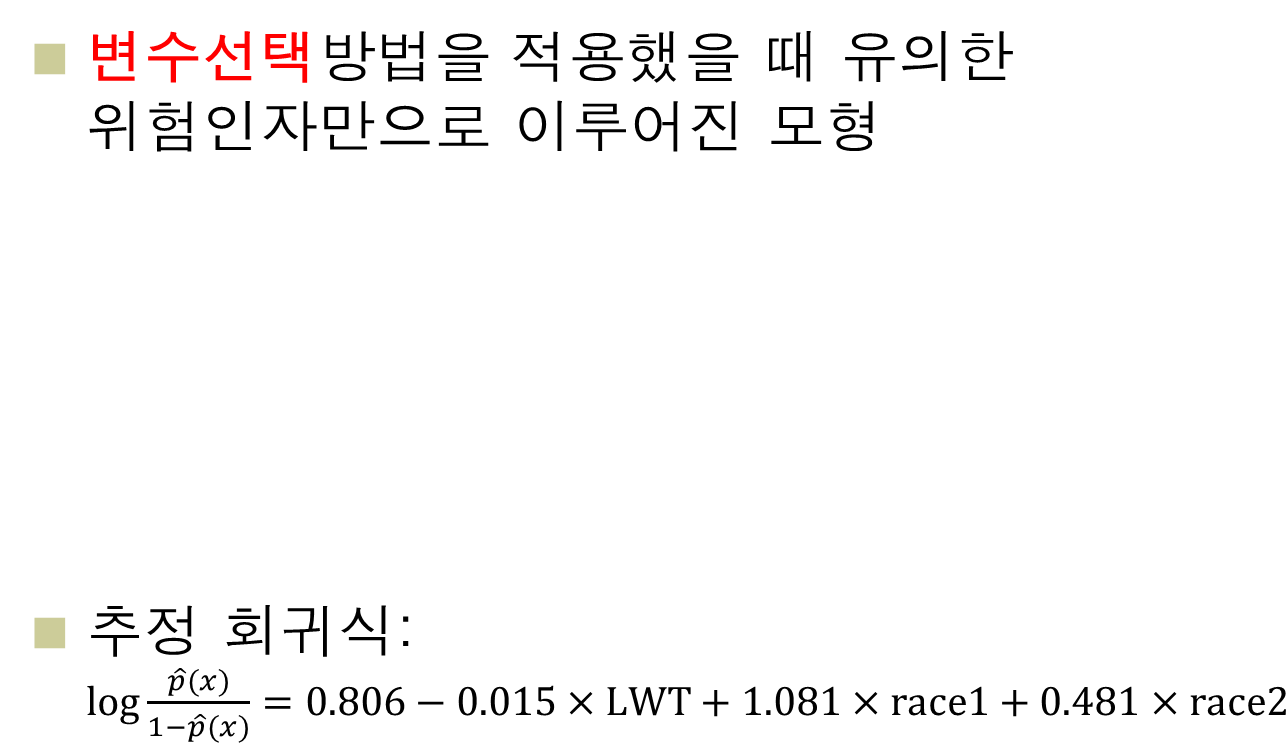 변수선택방법을 적용했을 때 유의한
위험인자만으로 이루어진 모형
추정 회귀식:
log p̂(x)/1−p̂(x) = 0.806 − 0.015 × LWT + 1.081 × race1 + 0.481 × race2